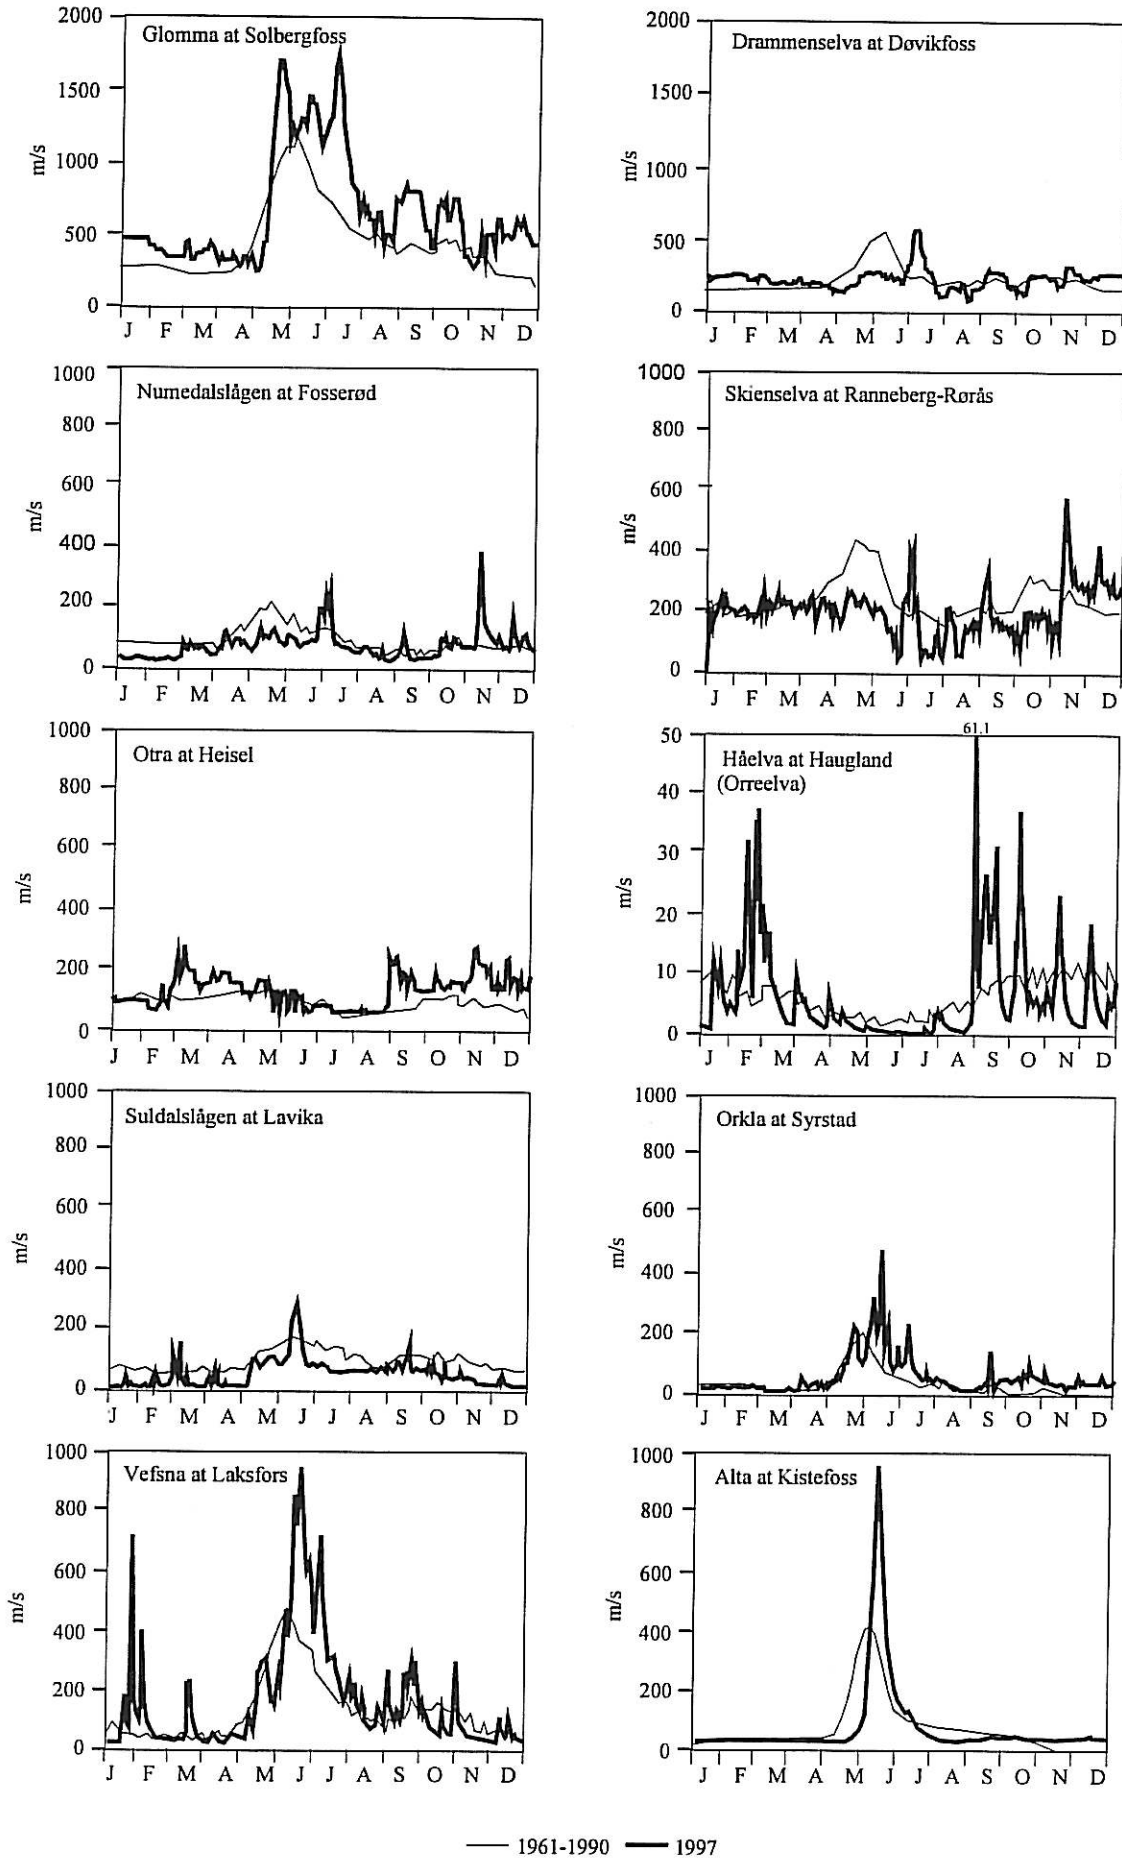 Glomma at Solbergfoss
2000
1500
1000
500
0
m/s
J F M A M J J A S O N D
Drammenselva at Døvikfoss
2000
1500
1000
500
0
m/s
J F M A M J J A S O N D
Numedalslågen at Fosserød
1000
800
600
400
200
0
m/s
J F M A M J J A S O N D
Skienselva at Ranneberg-Rørås
1000
800
600
400
200
0
m/s
J F M A M J J A S O N D
Otra at Heisel
1000
800
600
400
200
0
m/s
J F M A M J J A S O N D
61.1
Håelva at Haugland
(Orreelva)
50
40
30
20
10
0
m/s
J F M A M J J A S O N D
Suldalslågen at Lavika
1000
800
600
400
200
0
m/s
J F M A M J J A S O N D
Orkla at Syrstad
1000
800
600
400
200
0
m/s
J F M A M J J A S O N D
Vefsna at Laksfors
1000
800
600
400
200
0
m/s
J F M A M J J A S O N D
Alta at Kistefoss
1000
800
600
400
200
0
m/s
J F M A M J J A S O N D
1961-1990 1997